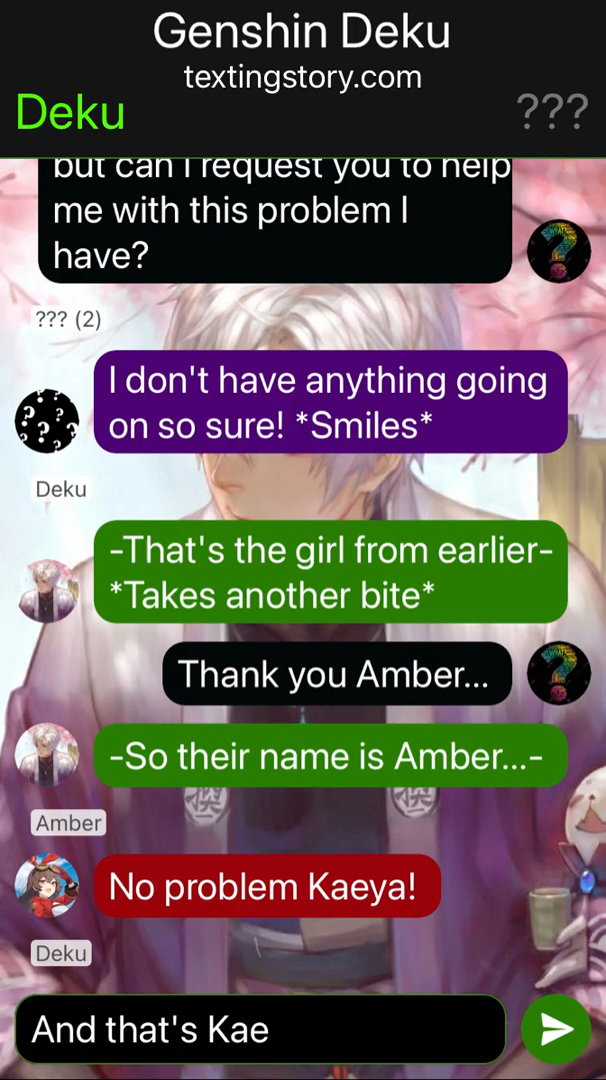 Genshin Deku
textingstory.com
Deku
???
but can I request you to help
me with this problem I
have?
??? (2)
I don't have anything going
on so sure! *Smiles*
Deku
-That's the girl from earlier-
*Takes another bite*
Thank you Amber...
-So their name is Amber...-
Amber
No problem Kaeya!
Deku
And that's Kae